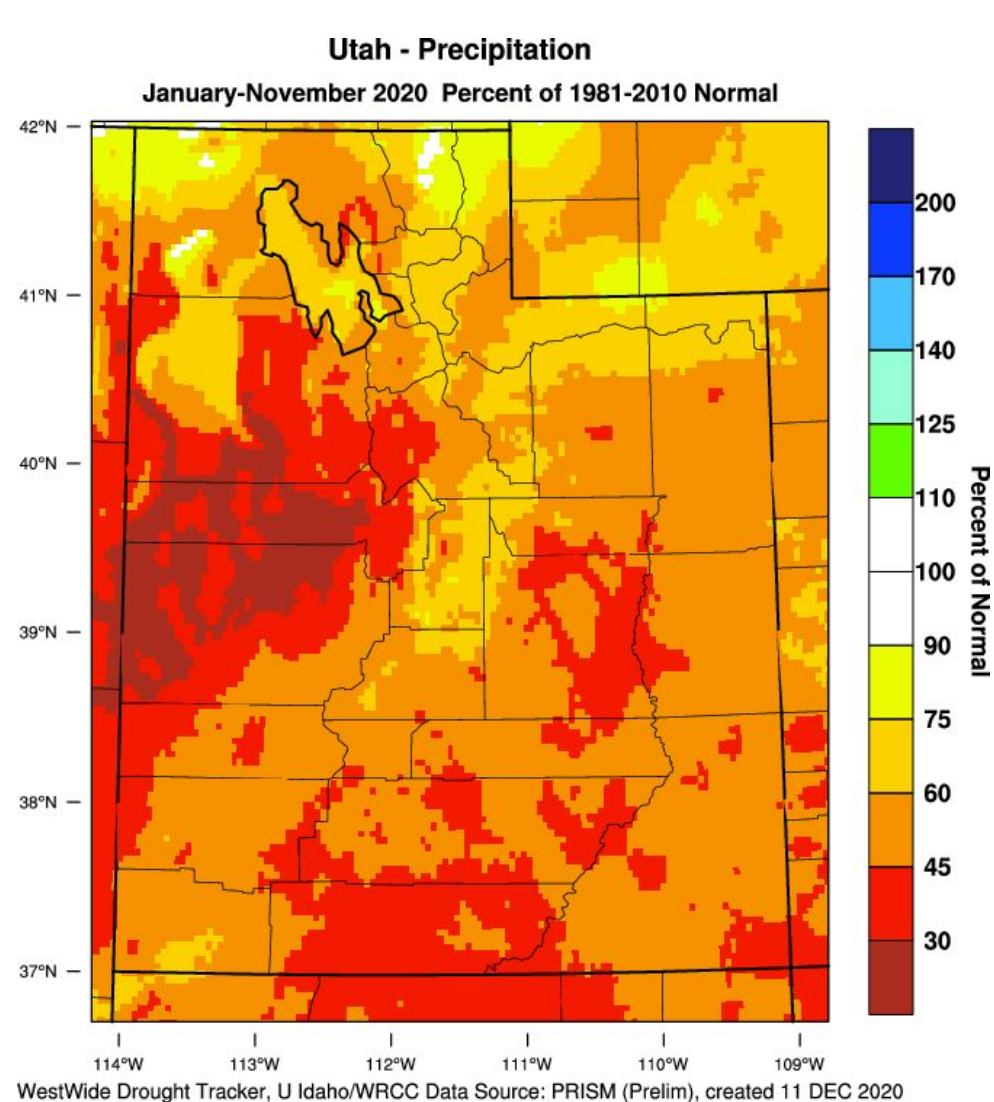 Utah - Precipitation
January-November 2020 Percent of 1981-2010 Normal
42°N
41°N
40°N
39°N
38°N
37°N
114°W
113°W
112°W
111°W
110°W
109°W
200
170
140
125
110
100
90
75
60
45
30
Percent of Normal
WestWide Drought Tracker, U Idaho/WRCC Data Source: PRISM (Prelim), created 11 DEC 2020